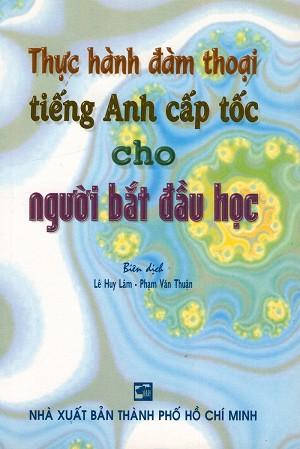 Thực hành đàm thoại
tiếng Anh cấp tốc
cho
người bắt đầu học
Biên dịch
Lê Huy Lâm - Phạm Văn Thuận
NHÀ XUẤT BẢN THÀNH PHỐ HỒ CHÍ MINH